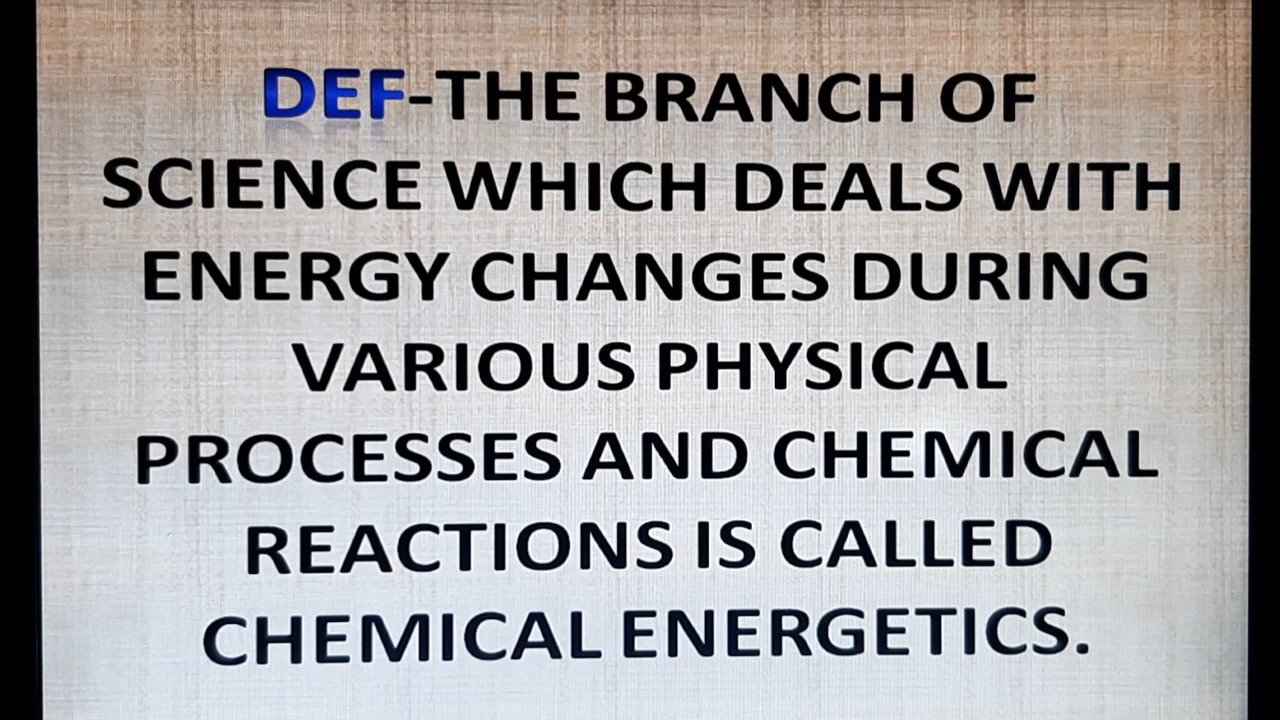 DEF-THE BRANCH OF
SCIENCE WHICH DEALS WITH
ENERGY CHANGES DURING
VARIOUS PHYSICAL
PROCESSES AND CHEMICAL
REACTIONS IS CALLED
CHEMICAL ENERGETICS.